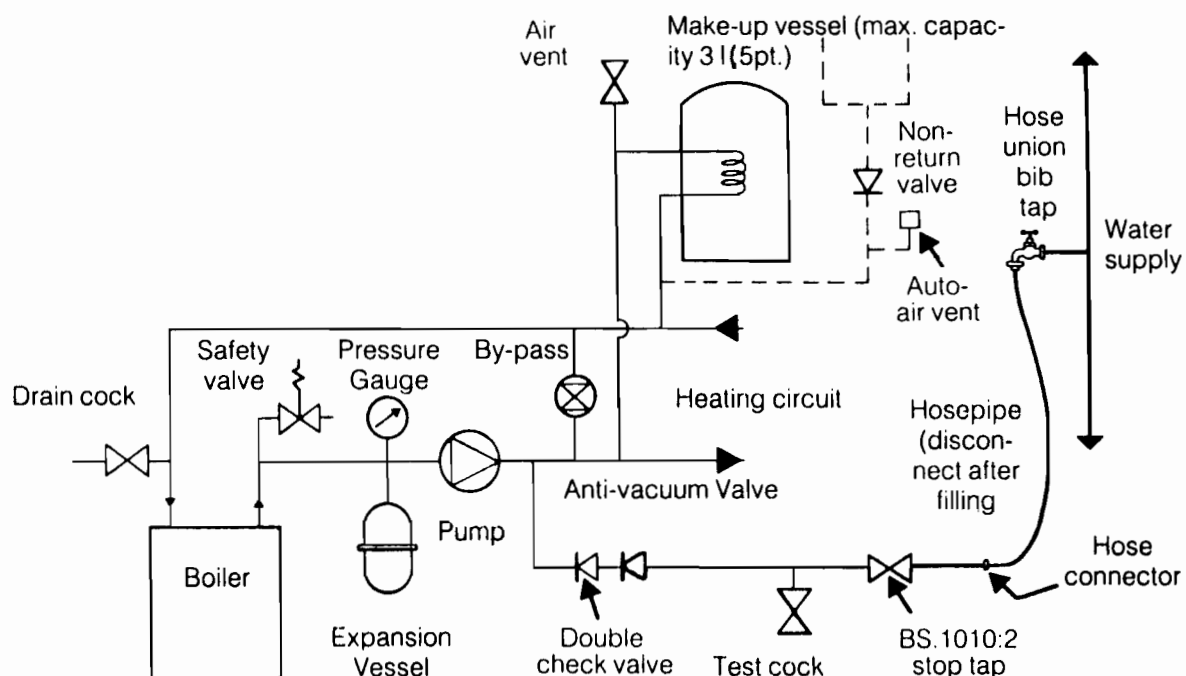 Air
vent
Make-up vessel (max. capac-
ity 3 l (5pt.)
Non-
return
valve
Hose
union
bib
tap
Water
supply
Auto-
air vent
Safety
valve
Pressure
Gauge
By-pass
Drain cock
Heating circuit
Hosepipe
(discon-
nect after
filling
Anti-vacuum Valve
Pump
Boiler
Hose
connector
Expansion
Vessel
Double
check valve
Test cock
BS.1010:2
stop tap